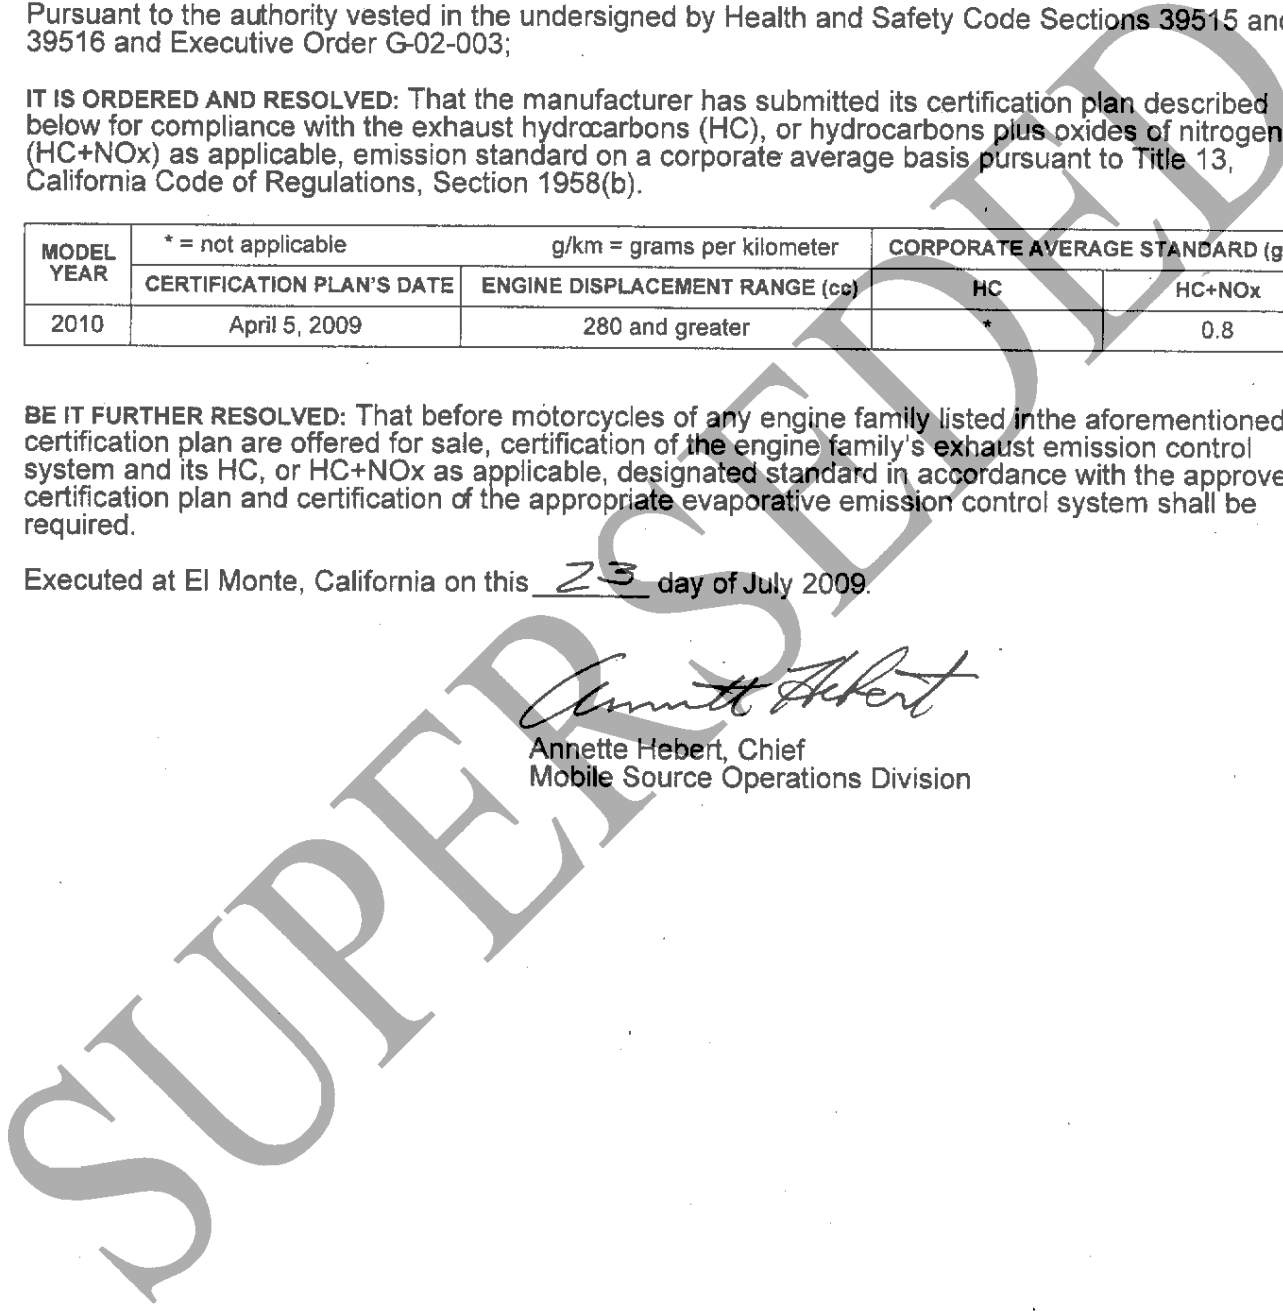 Pursuant to the authority vested in the undersigned by Health and Safety Code Sections 39515 and
39516 and Executive Order G-02-003;
IT IS ORDERED AND RESOLVED: That the manufacturer has submitted its certification plan described
below for compliance with the exhaust hydrocarbons (HC), or hydrocarbons plus oxides of nitrogen
(HC+NOx) as applicable, emission standard on a corporate average basis pursuant to Title 13,
California Code of Regulations, Section 1958(b).
MODEL YEAR * = not applicable g/km = grams per kilometer CORPORATE AVERAGE STANDARD (g
CERTIFICATION PLAN'S DATE ENGINE DISPLACEMENT RANGE (cc) HC HC+NOx
2010 April 5, 2009 280 and greater * 0.8
BE IT FURTHER RESOLVED: That before motorcycles of any engine family listed inthe aforementioned
certification plan are offered for sale, certification of the engine family's exhaust emission control
system and its HC, or HC+NOx as applicable, designated standard in accordance with the approve
certification plan and certification of the appropriate evaporative emission control system shall be
required.
Executed at El Monte, California on this 23 day of July 2009.
Annette Hebert
Annette Hebert, Chief
Mobile Source Operations Division
SUPERSEDED